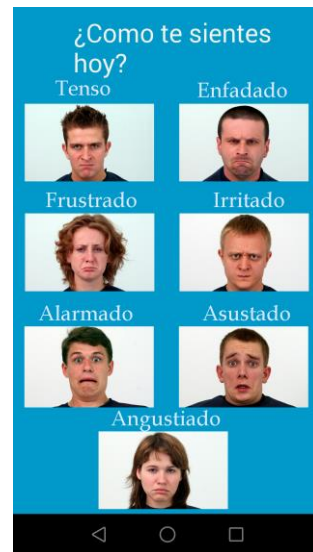 ¿Como te sientes
hoy?
Tenso
Enfadado
Frustrado
Irritado
Alarmado
Asustado
Angustiado